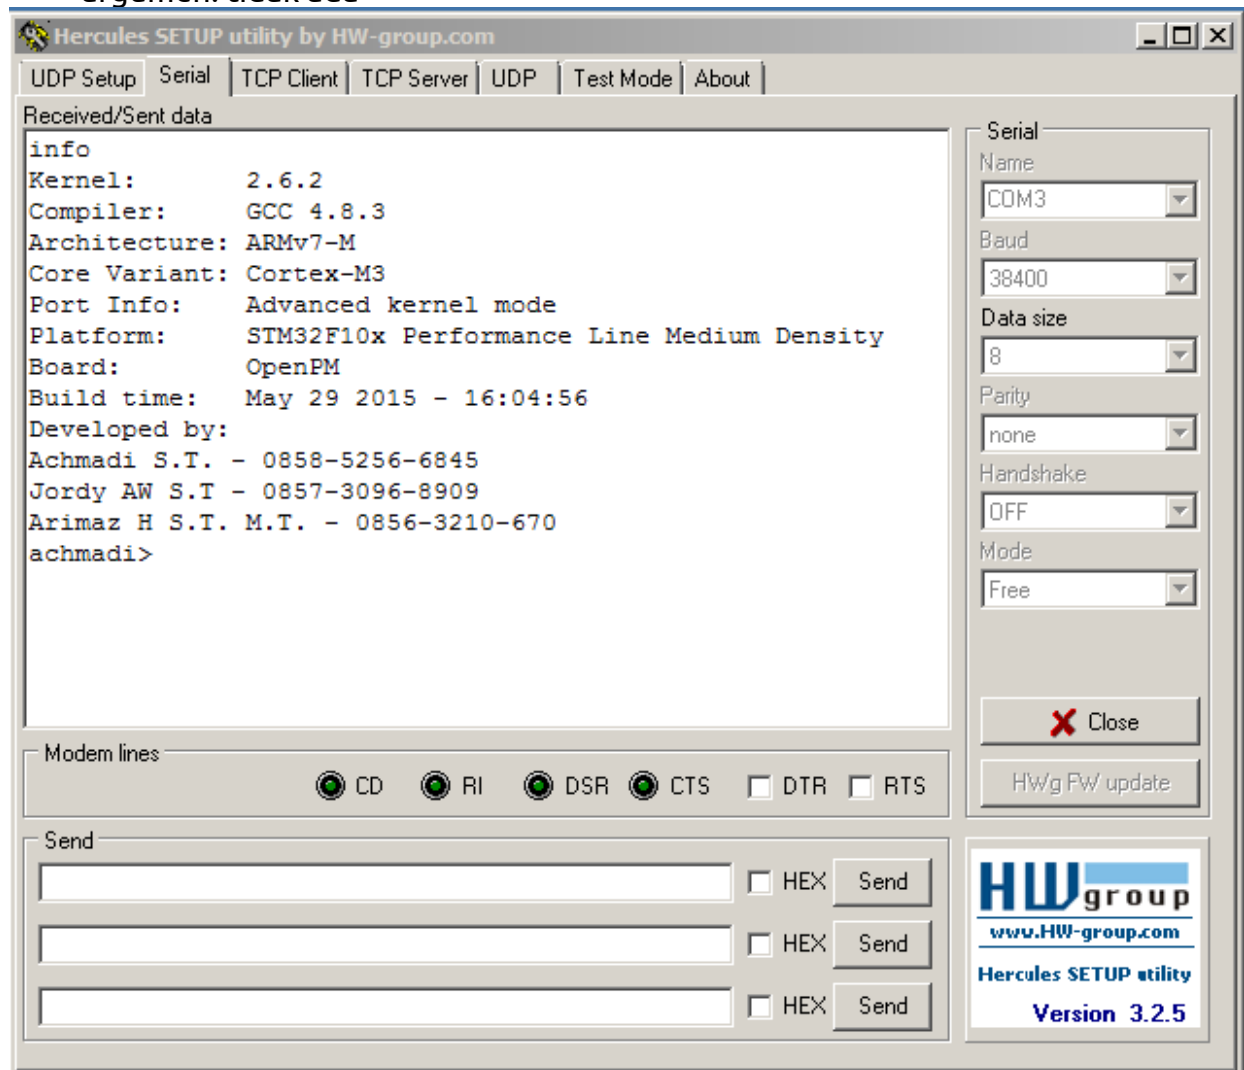 Hercules SETUP utility by HW-group.com
UDP Setup Serial TCP Client TCP Server UDP Test Mode About
Received/Sent data
info
Kernel: 2.6.2
Compiler: GCC 4.8.3
Architecture: ARMv7-M
Core Variant: Cortex-M3
Port Info: Advanced kernel mode
Platform: STM32F10x Performance Line Medium Density
Board: OpenPM
Build time: May 29 2015 - 16:04:56
Developed by:
Achmadi S.T. - 0858-5256-6845
Jordy AW S.T - 0857-3096-8909
Arimaz H S.T. M.T. - 0856-3210-670
achmadi>
Serial
Name
COM3
Baud
38400
Data size
8
Parity
none
Handshake
OFF
Mode
Free
Close
HWg FW update
Modem lines
CD RI DSR CTS DTR RTS
Send
HEX Send
HEX Send
HEX Send
HW group
www.HW-group.com
Hercules SETUP utility
Version 3.2.5